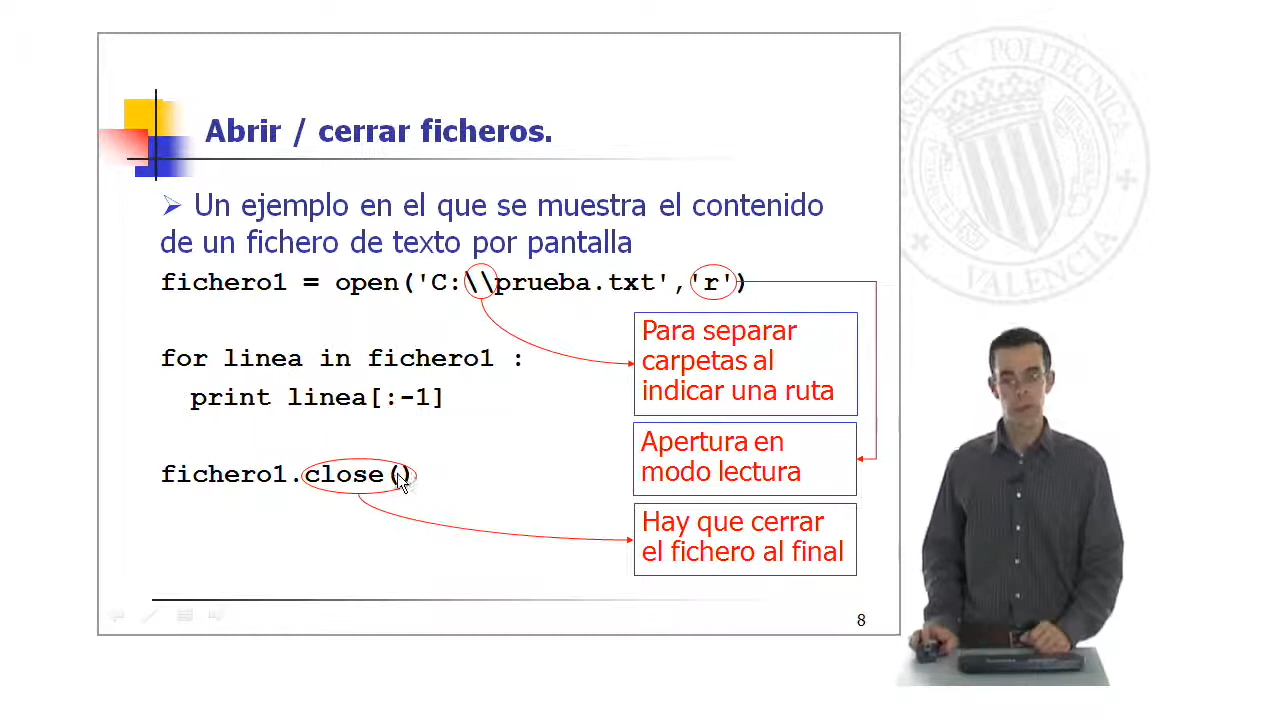 Abrir / cerrar ficheros.
➢ Un ejemplo en el que se muestra el contenido
de un fichero de texto por pantalla
fichero1 = open('C:\\prueba.txt','r')
for linea in fichero1 :
print linea[:-1]
fichero1.close()
Para separar
carpetas al
indicar una ruta
Apertura en
modo lectura
Hay que cerrar
el fichero al final
8
POLITÈCNICA
VALÈNCIA